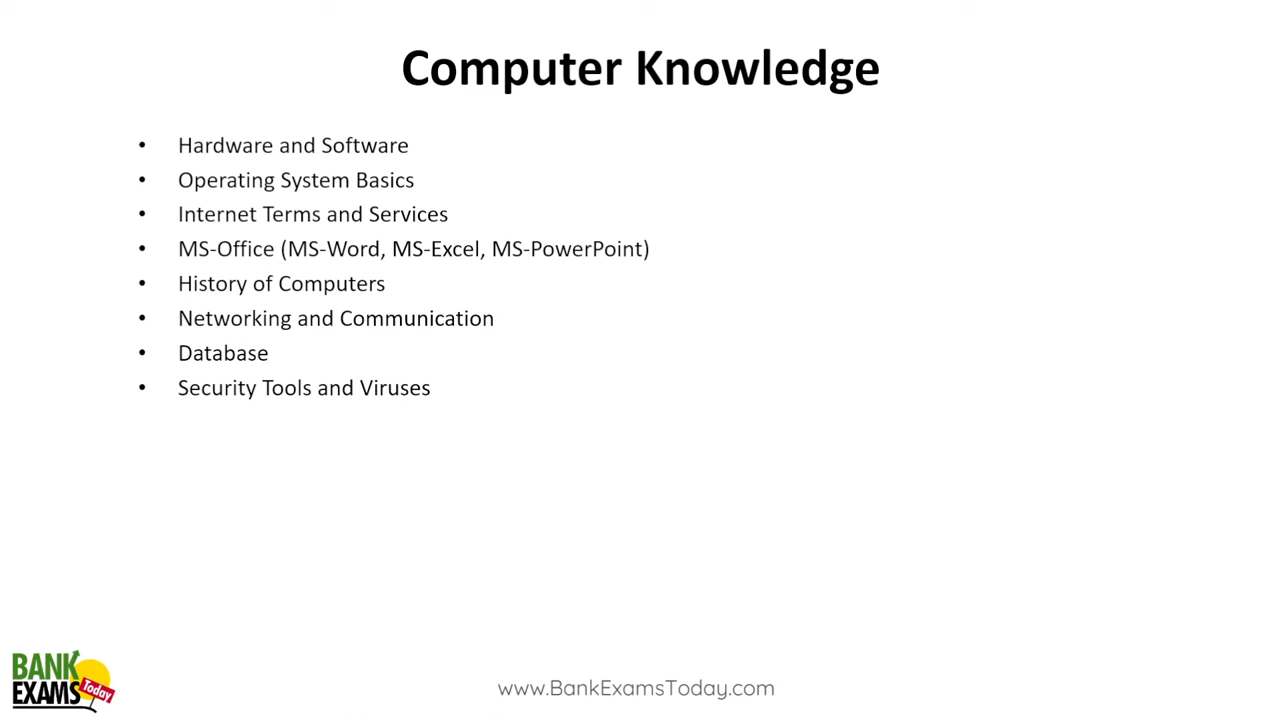 Computer Knowledge
• Hardware and Software
• Operating System Basics
• Internet Terms and Services
• MS-Office (MS-Word, MS-Excel, MS-PowerPoint)
• History of Computers
• Networking and Communication
• Database
• Security Tools and Viruses
BANK
EXAMS Today
www.BankExamsToday.com